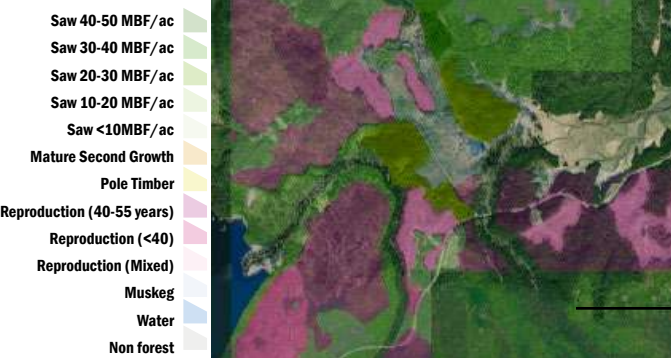 Saw 40-50 MBF/ac
Saw 30-40 MBF/ac
Saw 20-30 MBF/ac
Saw 10-20 MBF/ac
Saw <10MBF/ac
Mature Second Growth
Pole Timber
Reproduction (40-55 years)
Reproduction (<40)
Reproduction (Mixed)
Muskeg
Water
Non forest